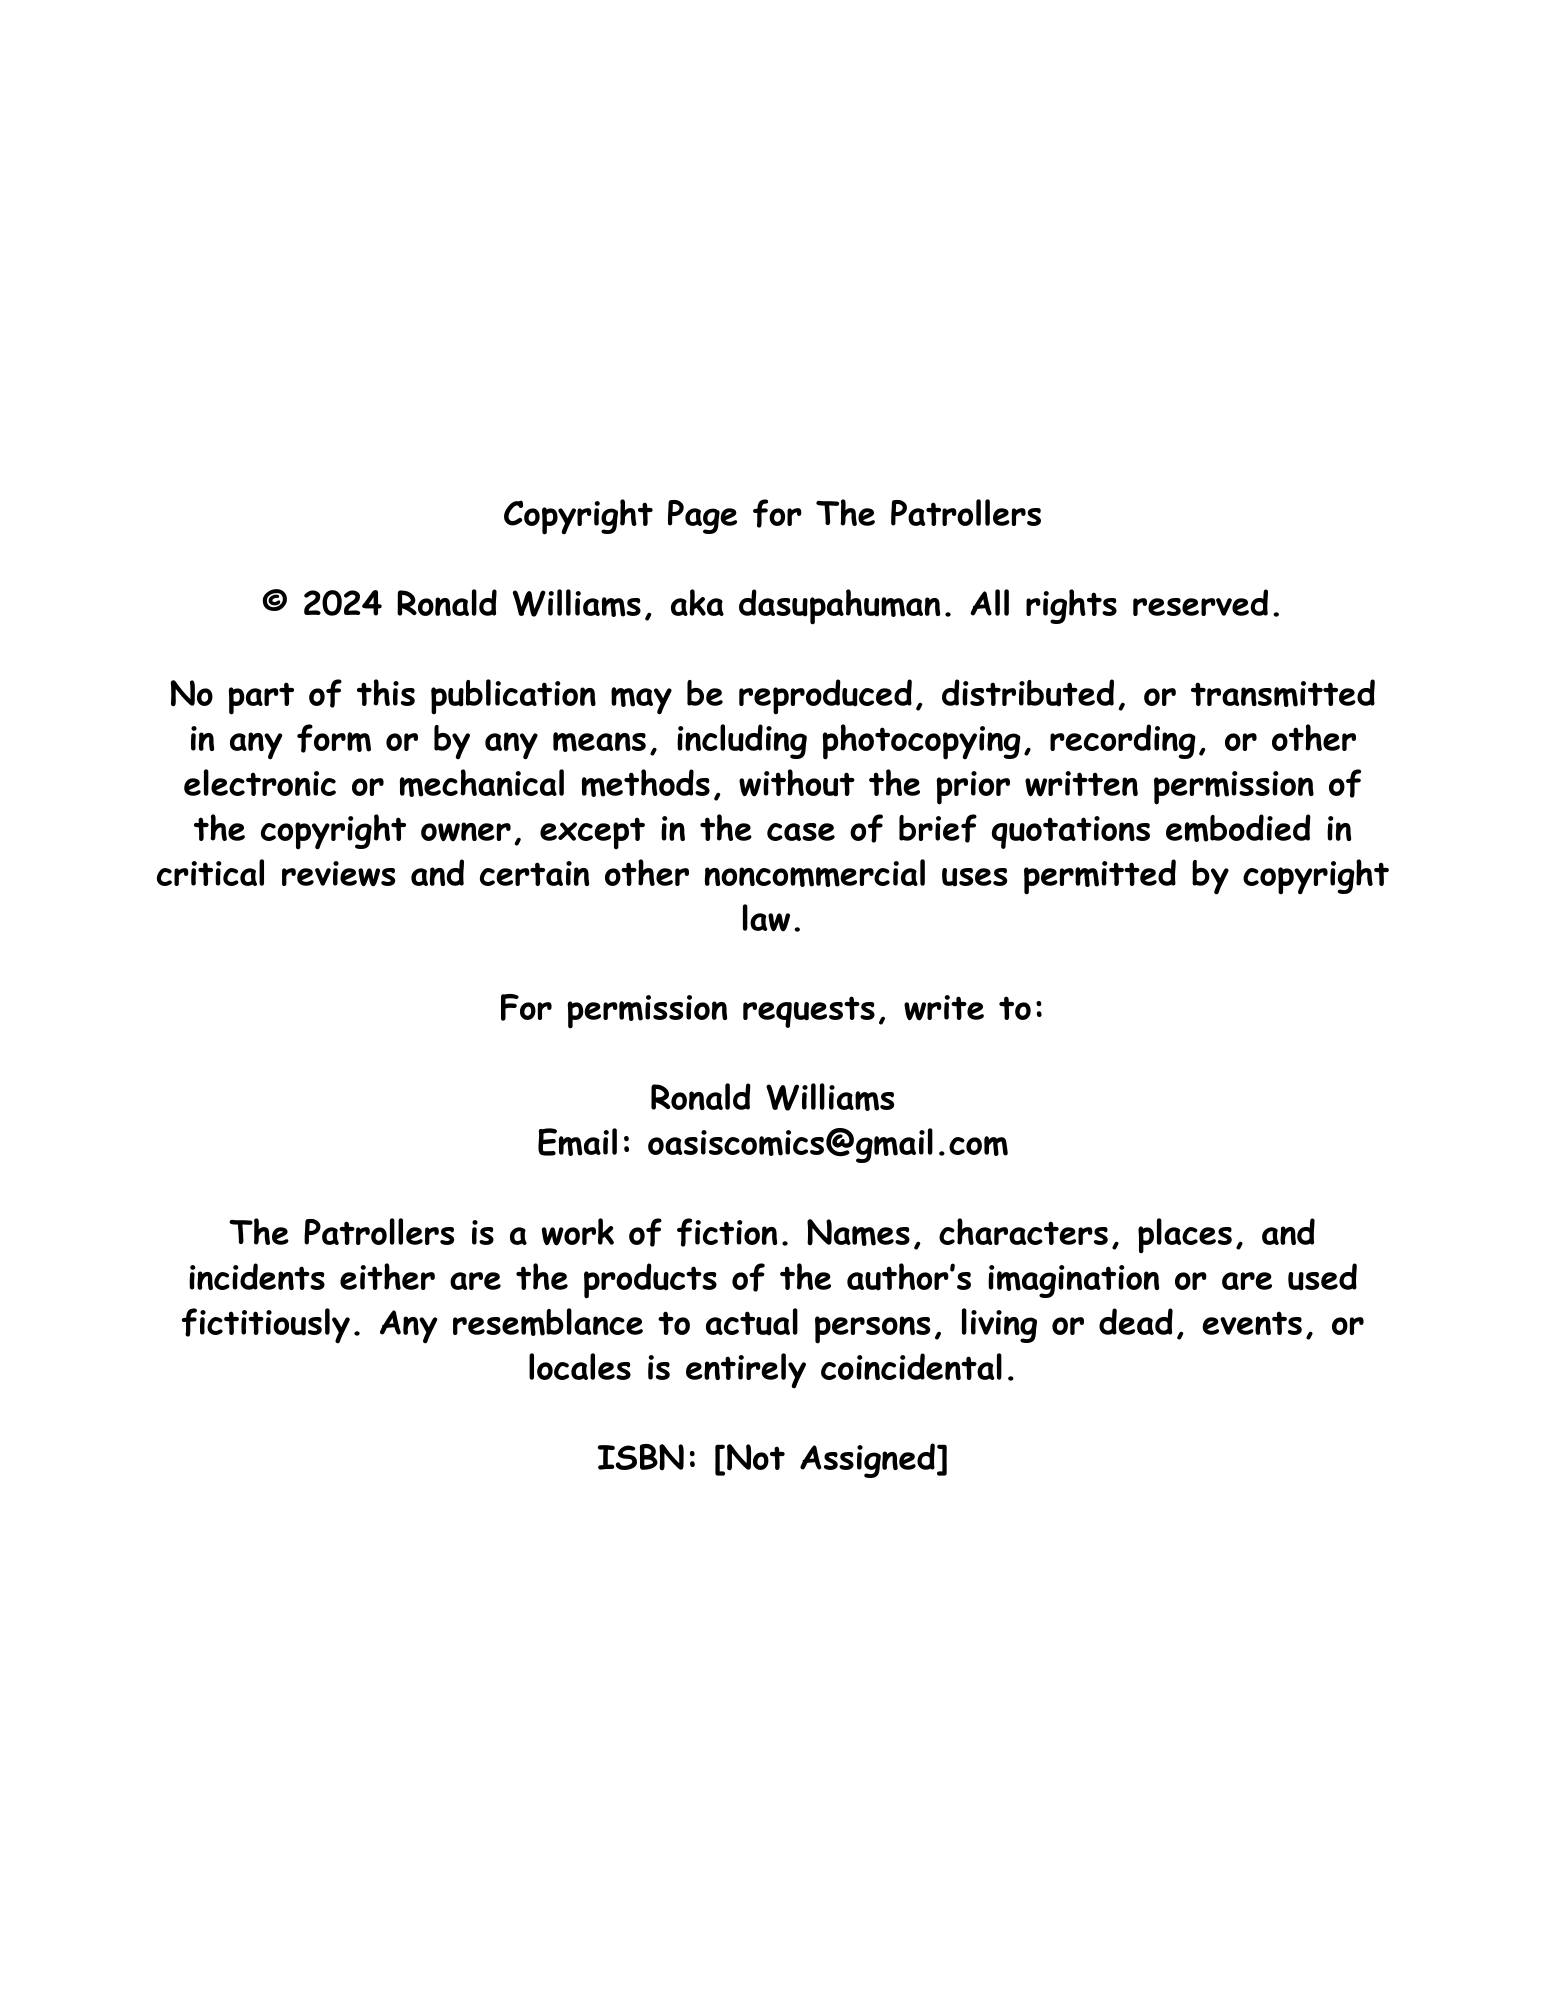 Copyright Page for The Patrollers
© 2024 Ronald Williams, aka dasupahuman. All rights reserved.
No part of this publication may be reproduced, distributed, or transmitted
in any form or by any means, including photocopying, recording, or other
electronic or mechanical methods, without the prior written permission of
the copyright owner, except in the case of brief quotations embodied in
critical reviews and certain other noncommercial uses permitted by copyright
law.
For permission requests, write to:
Ronald Williams
Email: oasiscomics@gmail.com
The Patrollers is a work of fiction. Names, characters, places, and
incidents either are the products of the author's imagination or are used
fictitiously. Any resemblance to actual persons, living or dead, events, or
locales is entirely coincidental.
ISBN: [Not Assigned]